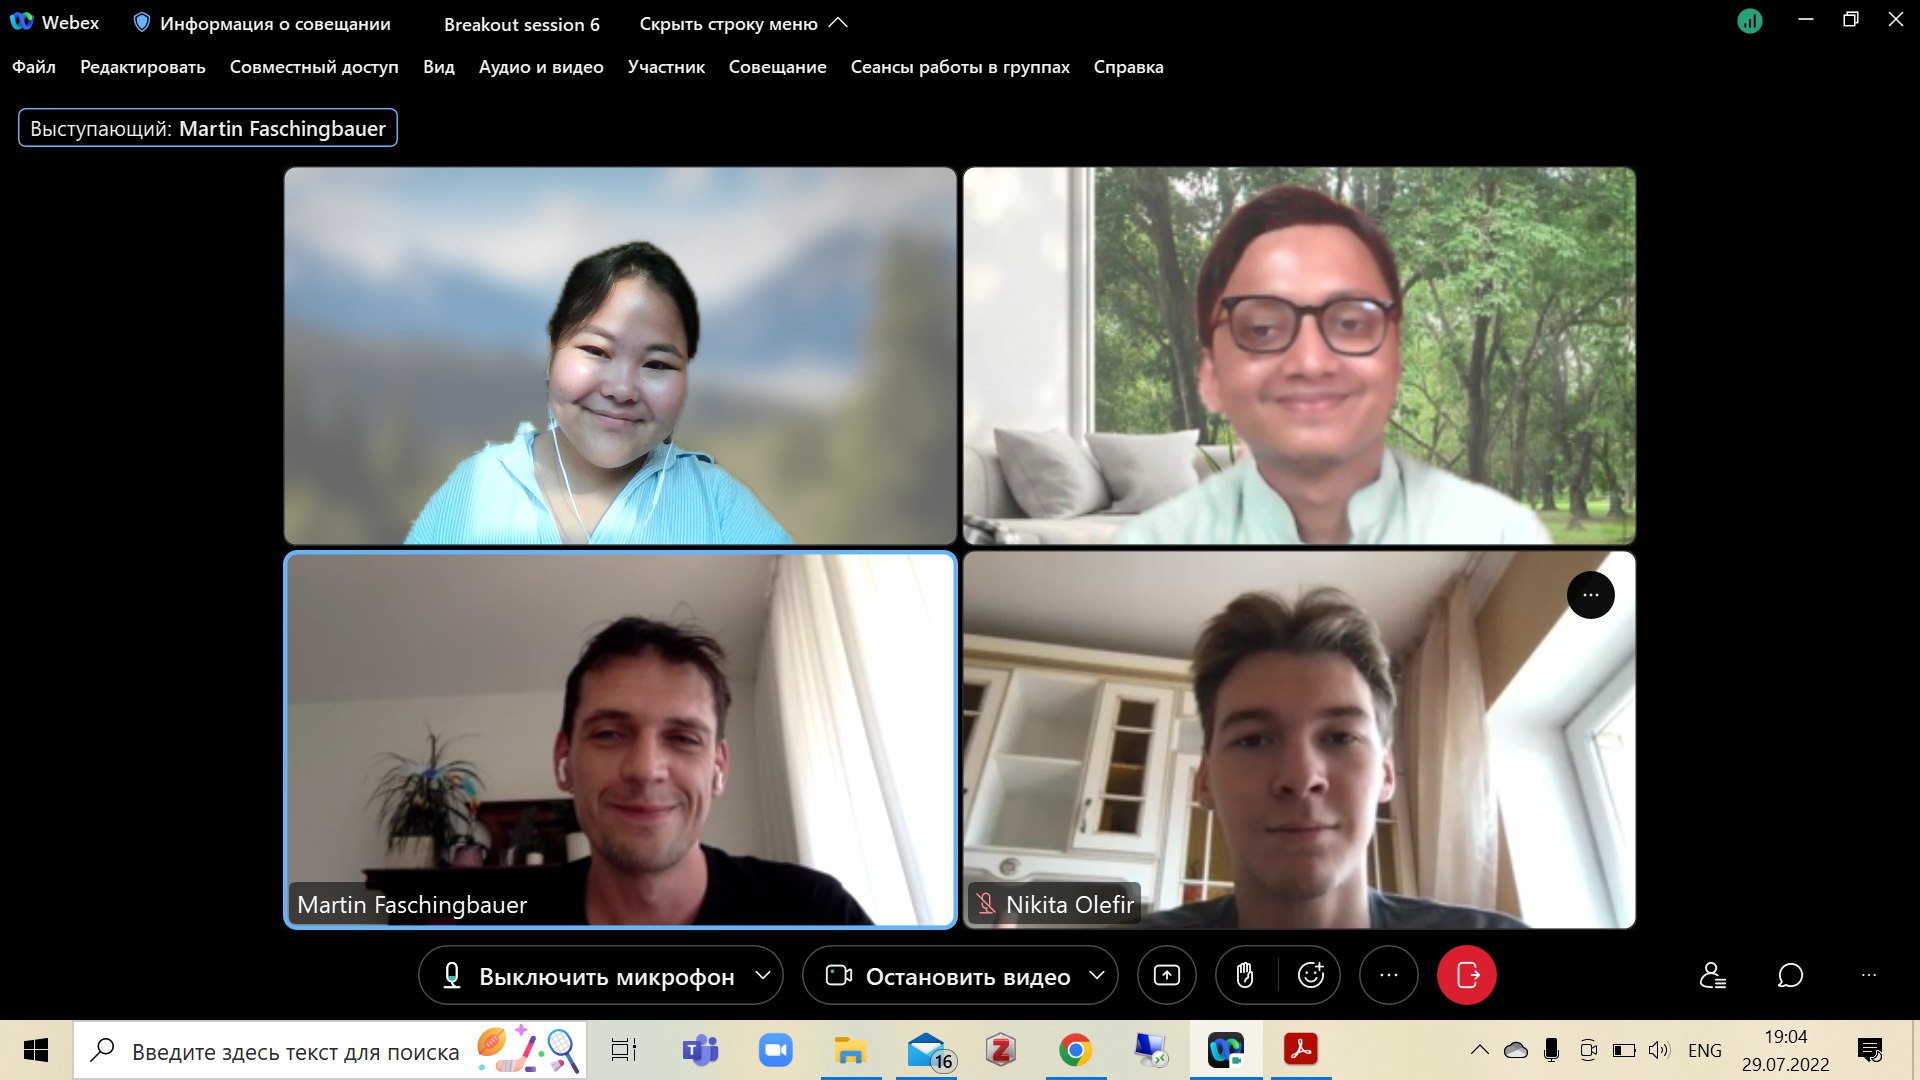 Webex
Информация о совещании
Breakout session 6
Скрыть строку меню
Файл
Редактировать
Совместный доступ
Вид
Аудио и видео
Участник
Совещание
Сеансы работы в группах
Справка
Выступающий: Martin Faschingbauer
Martin Faschingbauer
Nikita Olefir
Выключить микрофон
Остановить видео
Введите здесь текст для поиска
16
ENG
19:04
29.07.2022